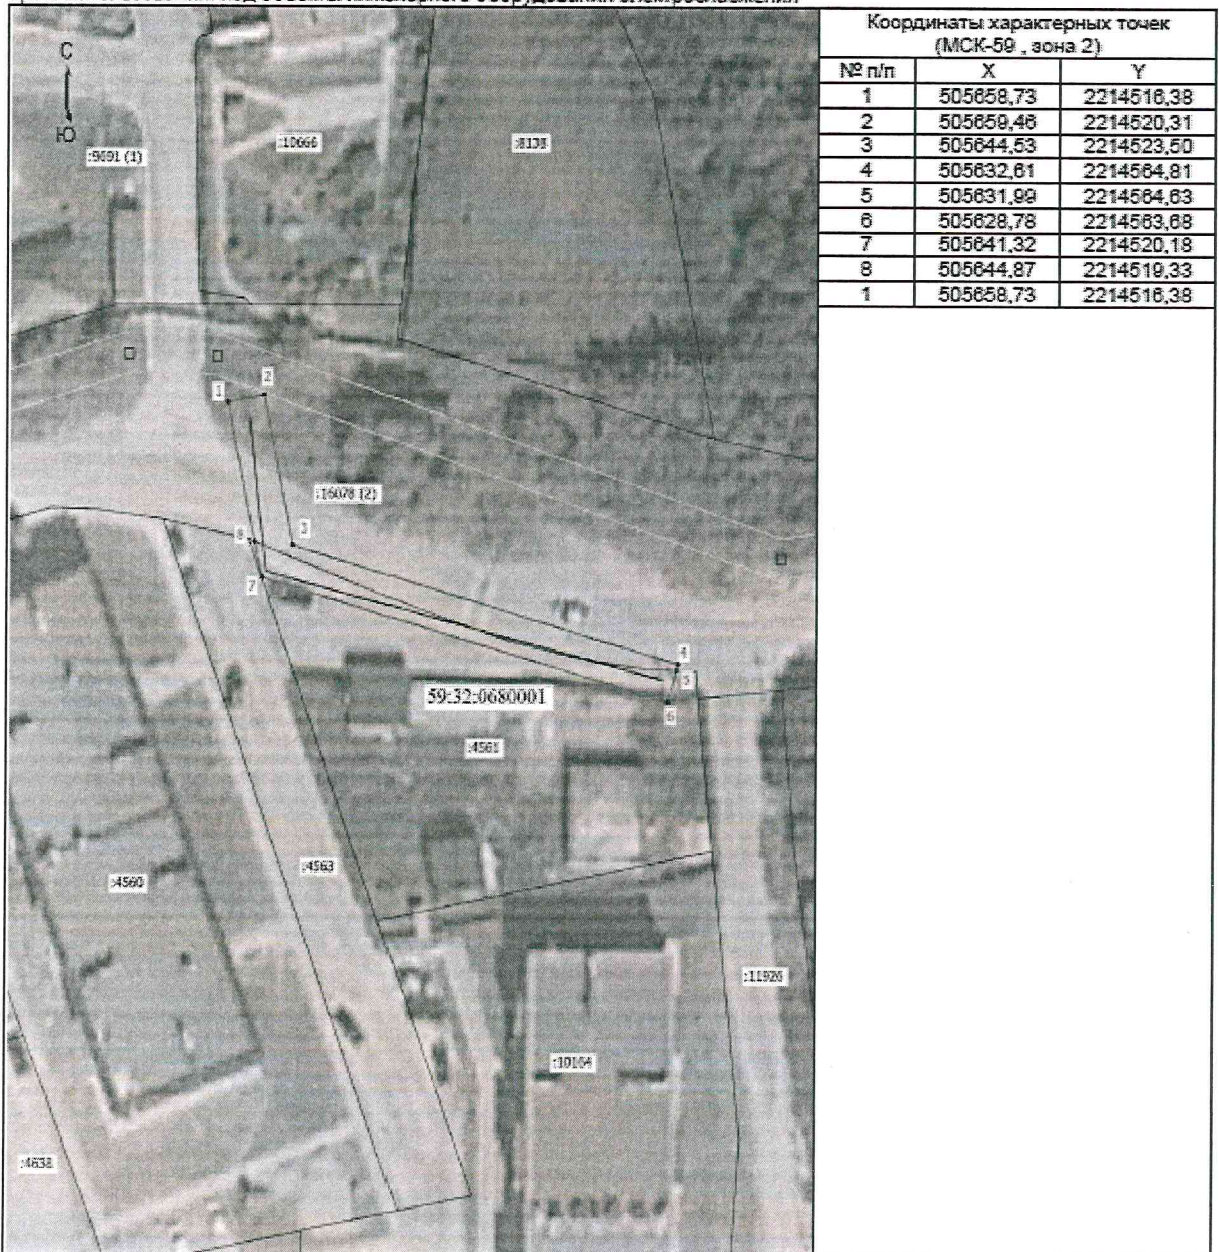 Координаты характерных точек
(МСК-59 , зона 2)
№ п/п X Y
1 505658,73 2214516,38
2 505659,46 2214520,31
3 505644,53 2214523,50
4 505632,61 2214564,81
5 505631,99 2214564,63
6 505628,78 2214563,68
7 505641,32 2214520,18
8 505644,87 2214519,33
1 505658,73 2214516,38
С
Ю
:9691 (1)
:10666
:8138
1
2
:16078 (2)
3
8
7
4
5
6
59:32:0680001
:4561
:4563
:4560
:11926
:10164
:4638